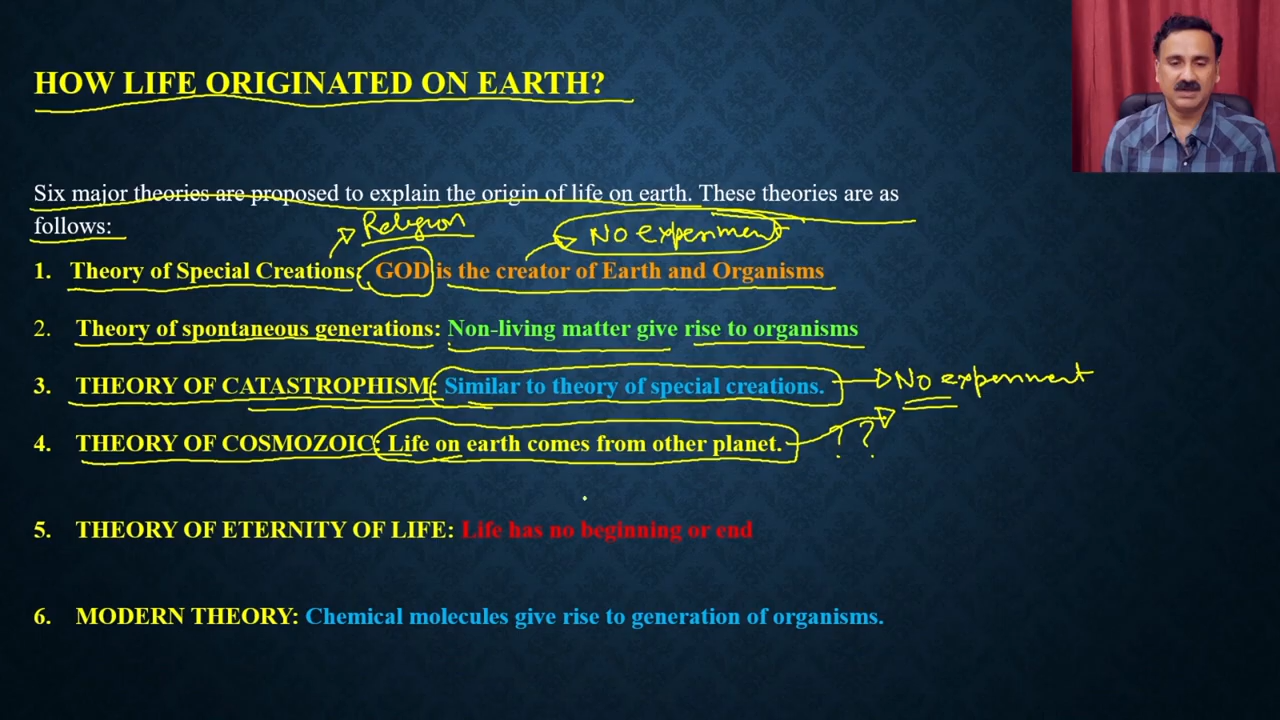 HOW LIFE ORIGINATED ON EARTH?
Six major theories are proposed to explain the origin of life on earth. These theories are as
follows:
Religion
No experiment
1. Theory of Special Creations: GOD is the creator of Earth and Organisms
2. Theory of spontaneous generations: Non-living matter give rise to organisms
3. THEORY OF CATASTROPHISM: Similar to theory of special creations.
No experiment
4. THEORY OF COSMOZOIC: Life on earth comes from other planet.
? ?
5. THEORY OF ETERNITY OF LIFE: Life has no beginning or end
6. MODERN THEORY: Chemical molecules give rise to generation of organisms.